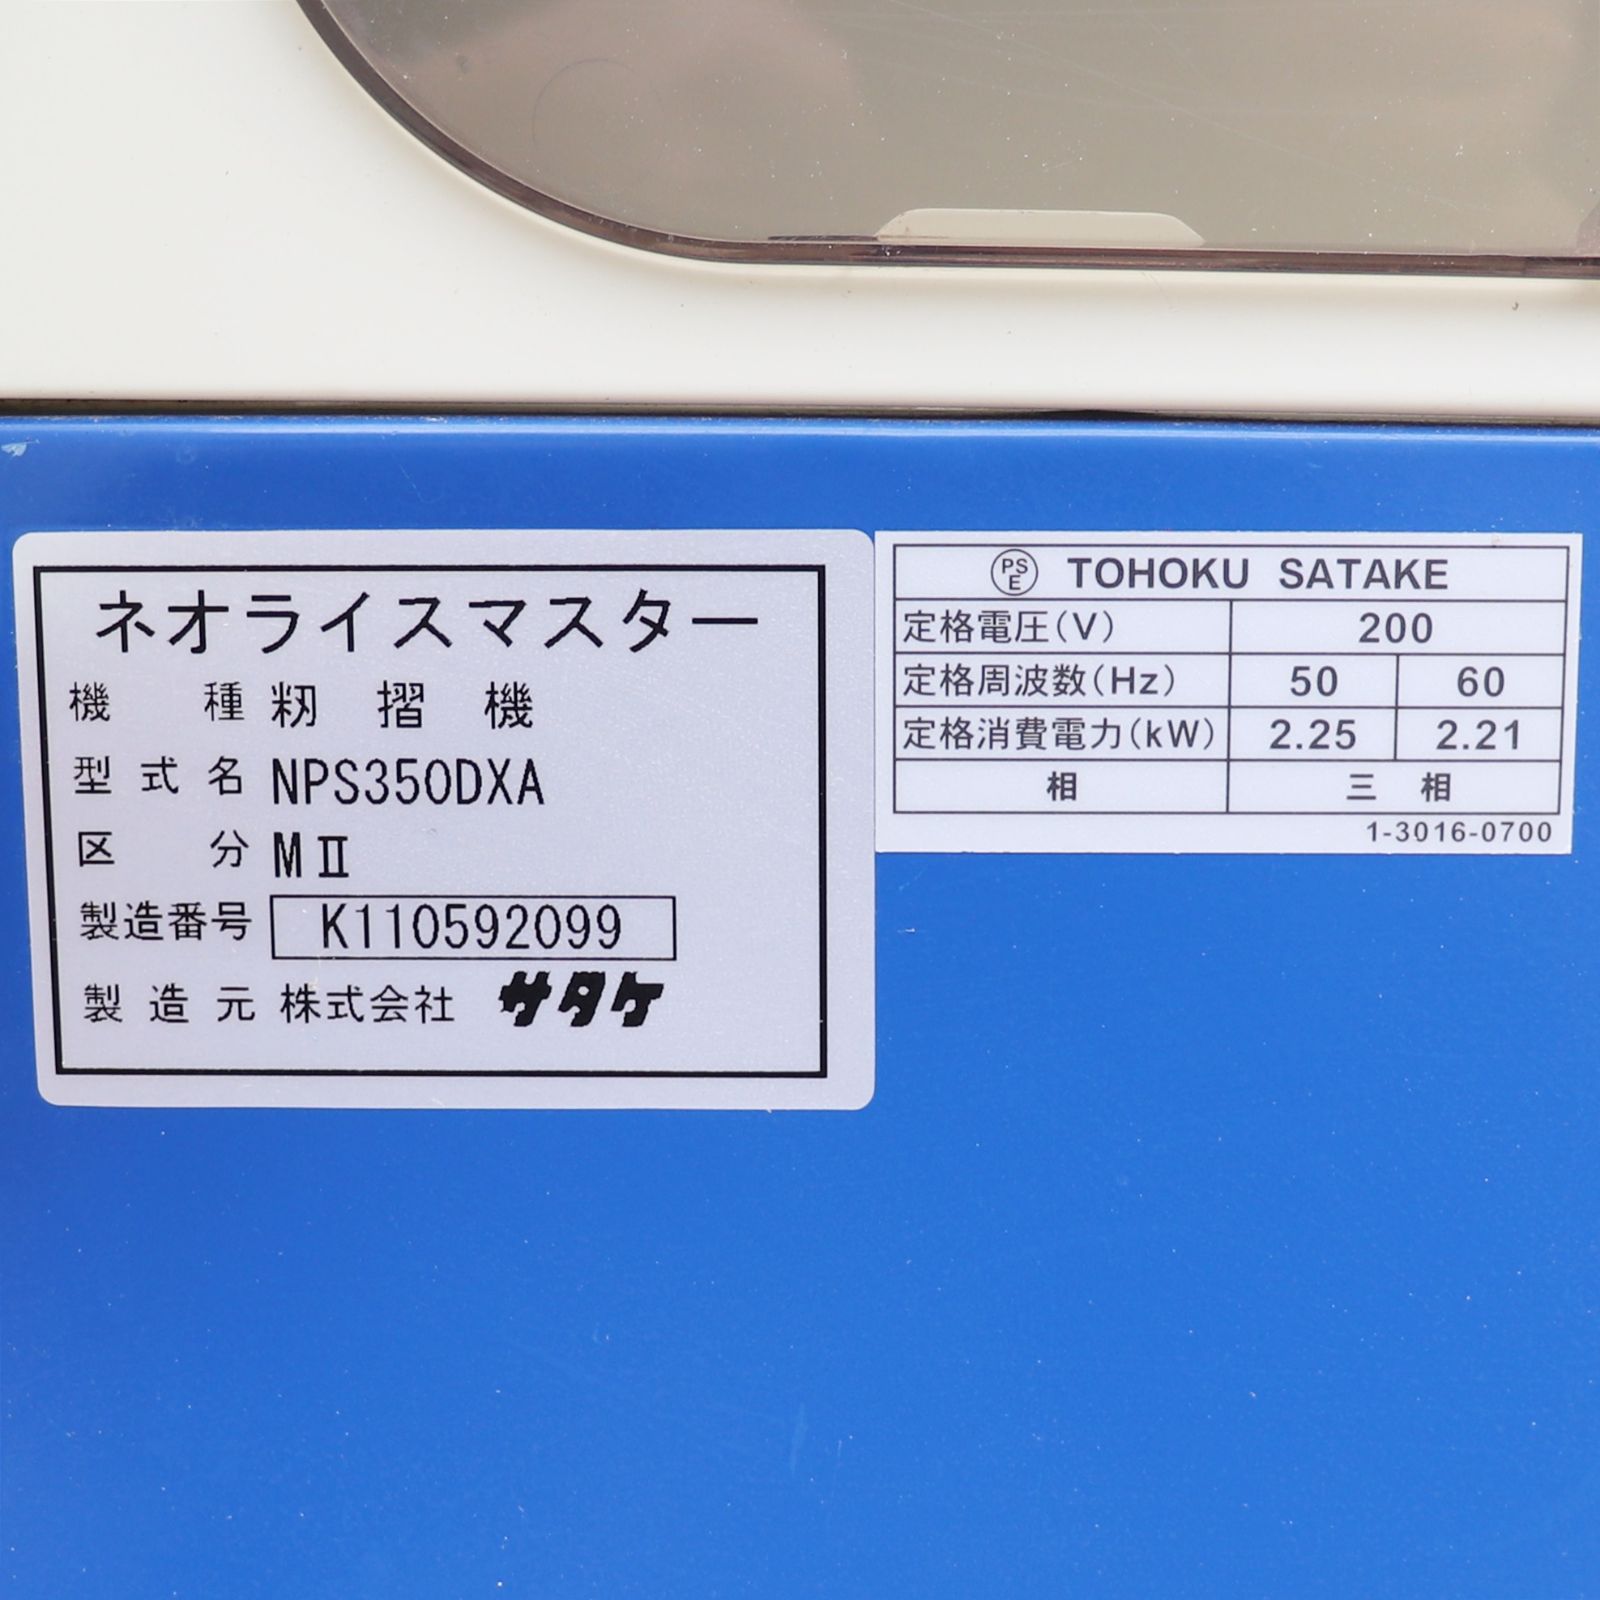 ネオライスマスター
機種 籾摺機
型式名 NPS350DXA
区分 MⅡ
製造番号 K110592099
製造元 株式会社 サタケ
PSE TOHOKU SATAKE
定格電圧(V) 200
定格周波数(Hz) 50 60
定格消費電力(kW) 2.25 2.21
相 三相
1-3016-0700